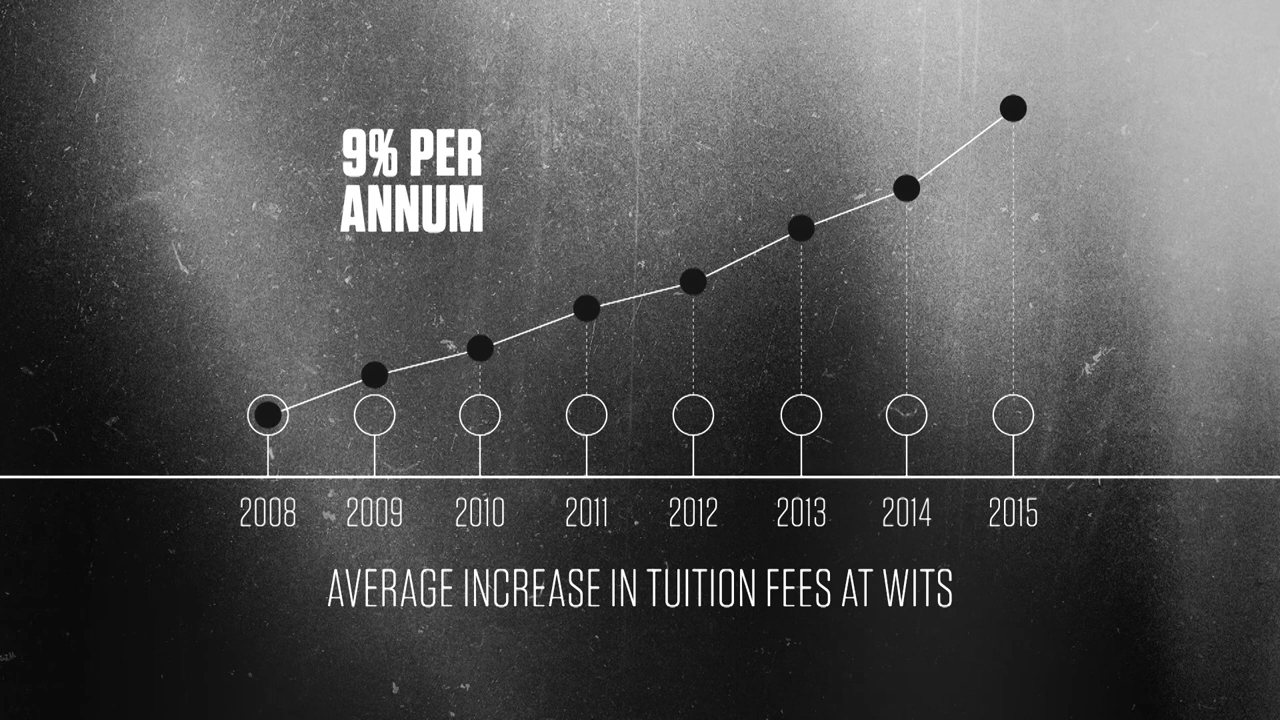 9% PER
ANNUM
2008 2009 2010 2011 2012 2013 2014 2015
AVERAGE INCREASE IN TUITION FEES AT WITS